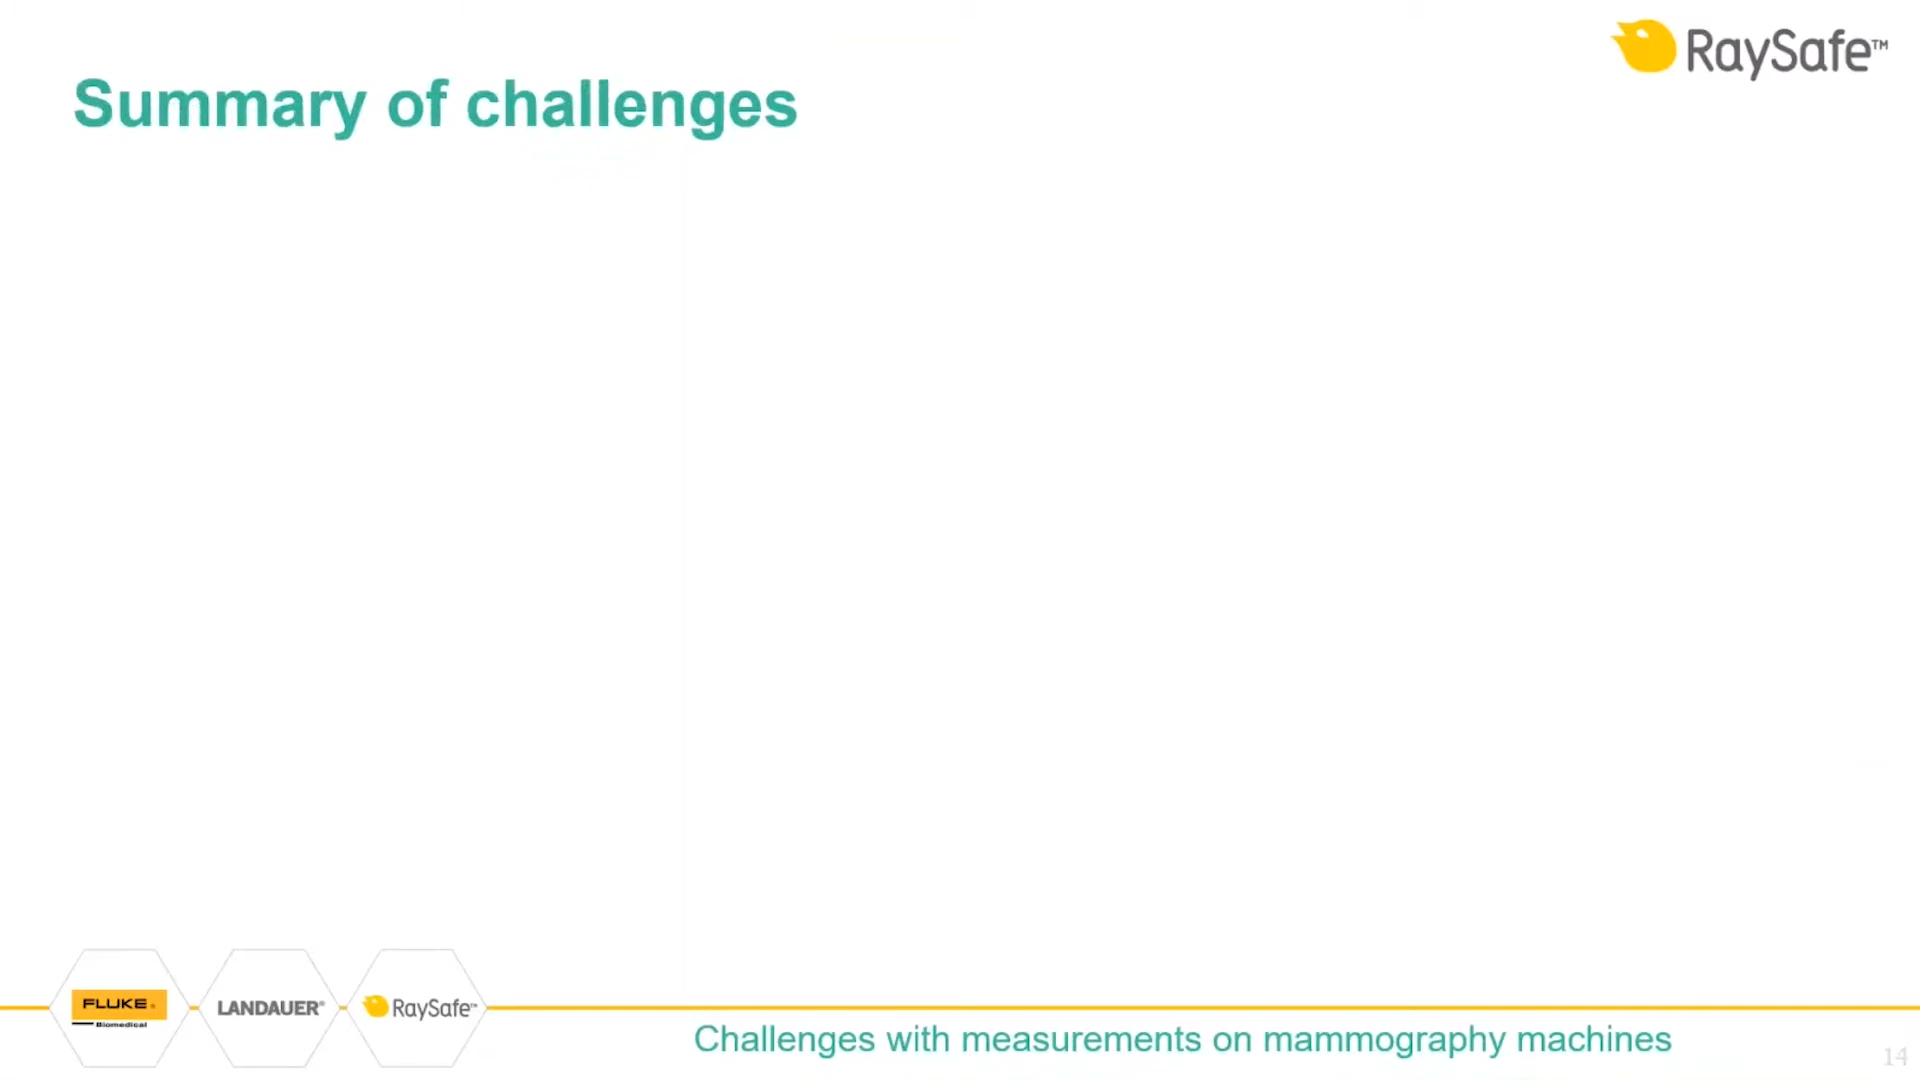 RaySafe™
Summary of challenges
FLUKE®
Biomedical
LANDAUER®
RaySafe™
Challenges with measurements on mammography machines
14